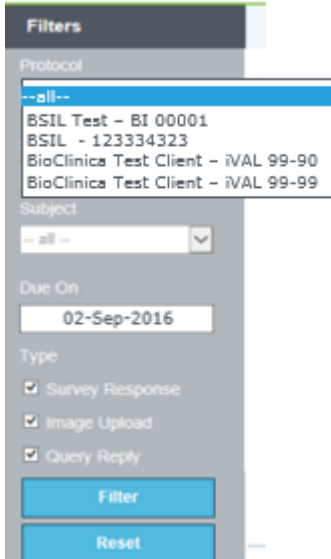 Filters
Protocol
--all--
BSIL Test – BI 00001
BSIL - 123334323
BioClinica Test Client – iVAL 99-90
BioClinica Test Client – iVAL 99-99
Subject
-- all --
Due On
02-Sep-2016
Type
Survey Response
Image Upload
Query Reply
Filter
Reset